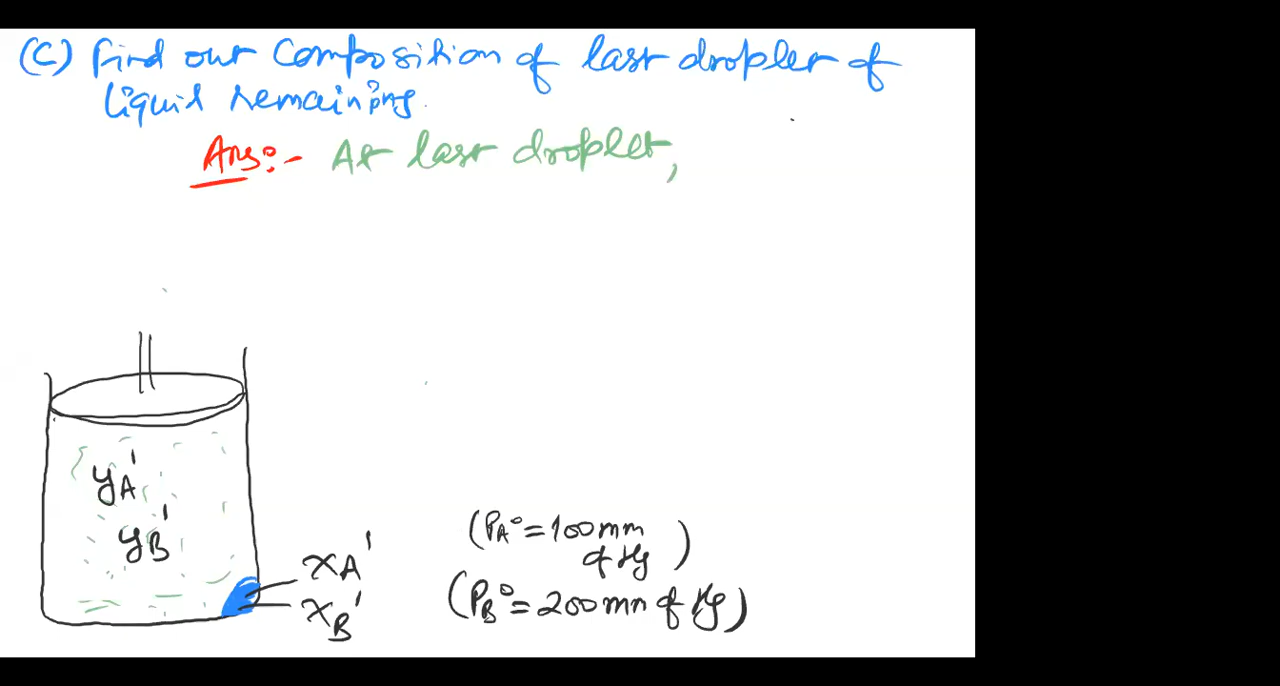 (C) Find out Composition of last droplet of
liquid remaining.
Ans:- At last droplet,
yA'
yB'
xA'
xB'
(PA° = 100 mm
of Hg)
(PB° = 200 mm of Hg)